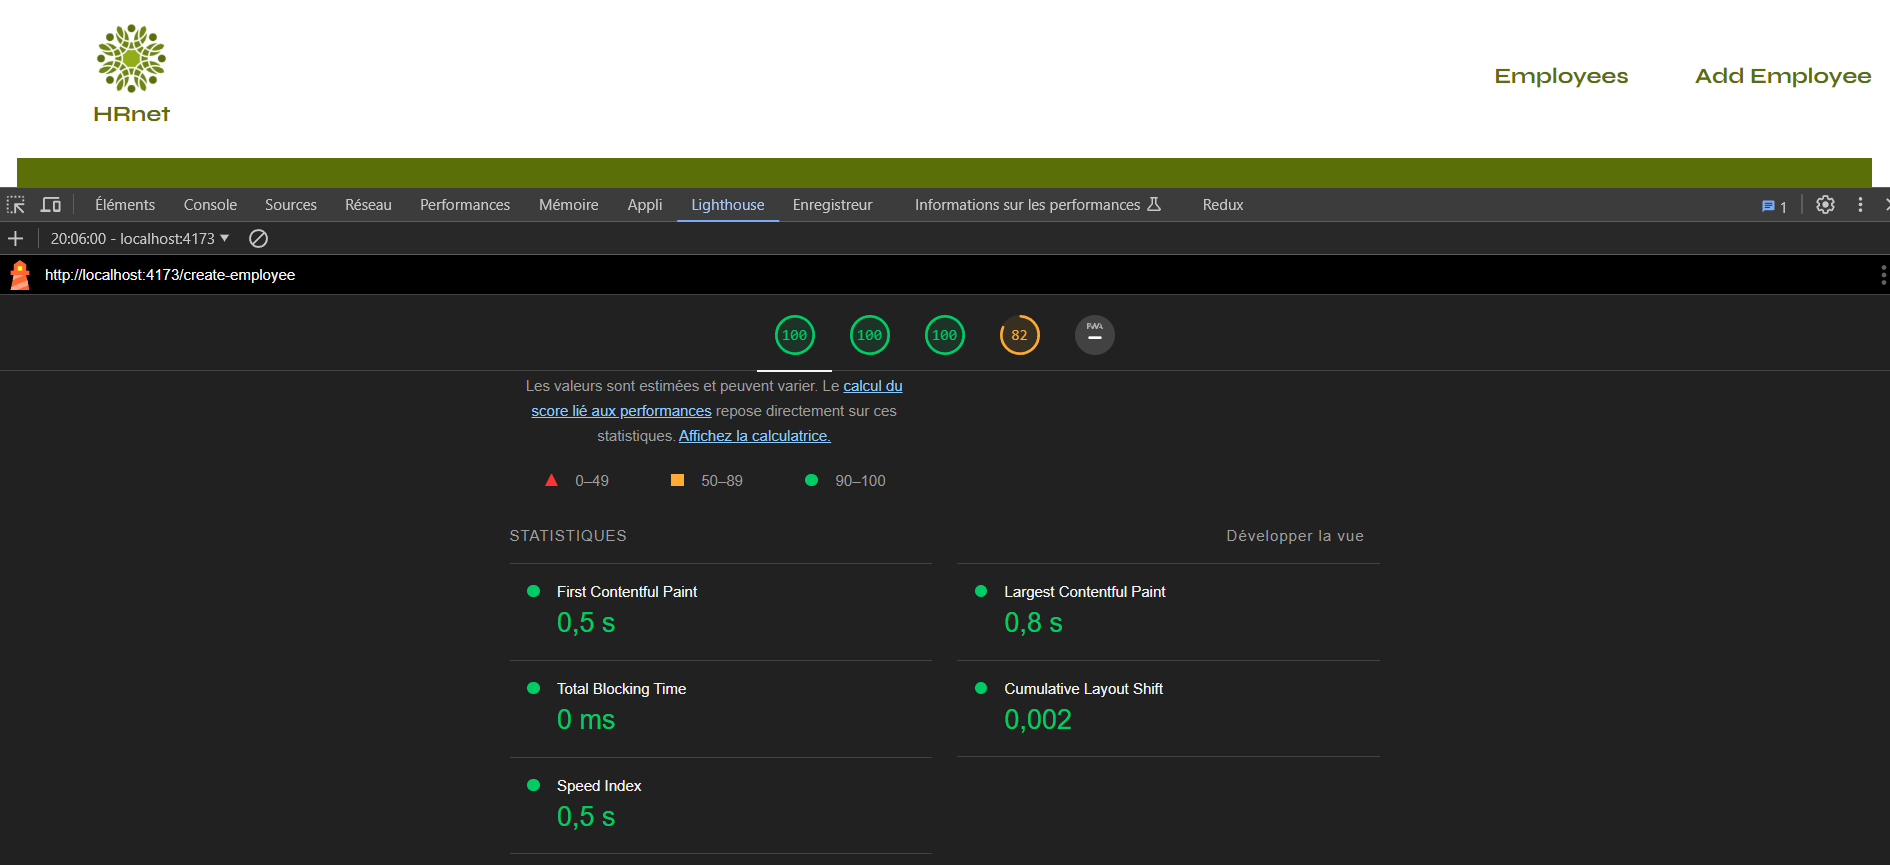 HRnet
Employees Add Employee
Éléments Console Sources Réseau Performances Mémoire Appli Lighthouse Enregistreur Informations sur les performances Redux 1
20:06:00 - localhost:4173
http://localhost:4173/create-employee
100 100 100 82 PWA
Les valeurs sont estimées et peuvent varier. Le calcul du
score lié aux performances repose directement sur ces
statistiques. Affichez la calculatrice.
0–49 50–89 90–100
STATISTIQUES Développer la vue
First Contentful Paint
0,5 s
Largest Contentful Paint
0,8 s
Total Blocking Time
0 ms
Cumulative Layout Shift
0,002
Speed Index
0,5 s